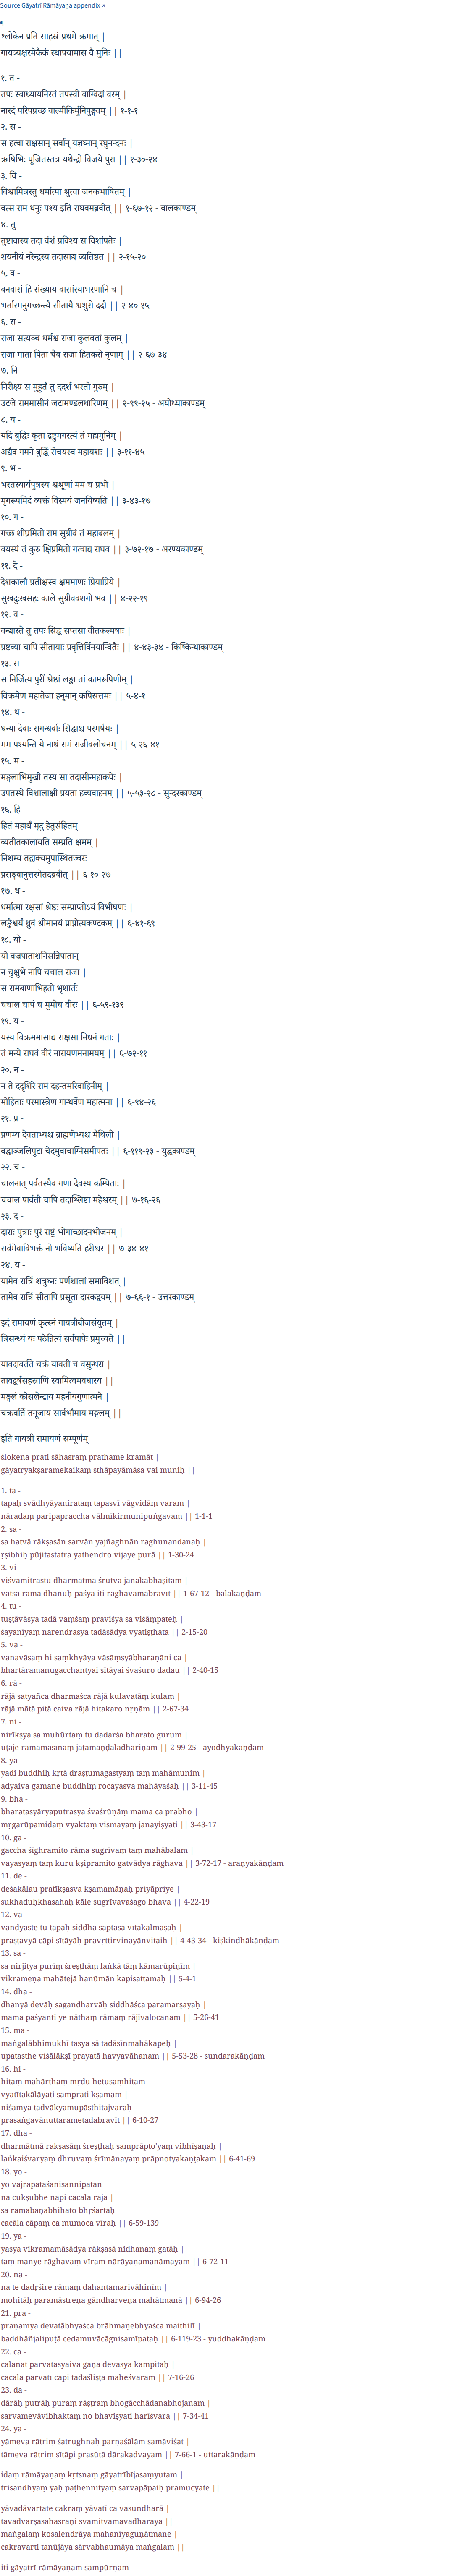 Source Gāyatrī Rāmāyaṇa appendix ↗
¶
श्लोकेन प्रति साहस्रं प्रथमे क्रमात् |
गायत्र्यक्षरमेकैकं स्थापयामास वै मुनिः ||
१. त -
तपः स्वाध्यायनिरतं तपस्वी वाग्विदां वरम् |
नारदं परिपप्रच्छ वाल्मीकिर्मुनिपुङ्गवम् || १-१-१
२. स -
स हत्वा राक्षसान् सर्वान् यज्ञघ्नान् रघुनन्दनः |
ऋषिभिः पूजितस्तत्र यथेन्द्रो विजये पुरा || १-३०-२४
३. वि -
विश्वामित्रस्तु धर्मात्मा श्रुत्वा जनकभाषितम् |
वत्स राम धनुः पश्य इति राघवमब्रवीत् || १-६७-१२ - बालकाण्डम्
४. तु -
तुष्टावास्य तदा वंशं प्रविश्य स विशांपतेः |
शयनीयं नरेन्द्रस्य तदासाद्य व्यतिष्ठत || २-१५-२०
५. व -
वनवासं हि संख्याय वासांस्याभरणानि च |
भर्तारमनुगच्छन्त्यै सीतायै श्वशुरो ददौ || २-४०-१५
६. रा -
राजा सत्यञ्च धर्मश्च राजा कुलवतां कुलम् |
राजा माता पिता चैव राजा हितकरो नृणाम् || २-६७-३४
७. नि -
निरीक्ष्य स मुहूर्तं तु ददर्श भरतो गुरुम् |
उटजे राममासीनं जटामण्डलधारिणम् || २-९९-२५ - अयोध्याकाण्डम्
८. य -
यदि बुद्धिः कृता द्रष्टुमगस्त्यं तं महामुनिम् |
अद्यैव गमने बुद्धिं रोचयस्व महायशः || ३-११-४५
९. भ -
भरतस्यार्यपुत्रस्य श्वश्रूणां मम च प्रभो |
मृगरूपमिदं व्यक्तं विस्मयं जनयिष्यति || ३-४३-१७
१०. ग -
गच्छ शीघ्रमितो राम सुग्रीवं तं महाबलम् |
वयस्यं तं कुरु क्षिप्रमितो गत्वाद्य राघव || ३-७२-१७ - अरण्यकाण्डम्
११. दे -
देशकालौ प्रतीक्षस्व क्षममाणः प्रियाप्रिये |
सुखदुःखसहः काले सुग्रीववशगो भव || ४-२२-१९
१२. व -
वन्द्यास्ते तु तपः सिद्ध सप्तसा वीतकल्मषाः |
प्रष्टव्या चापि सीतायाः प्रवृत्तिर्विनयान्वितैः || ४-४३-३४ - किष्किन्धाकाण्डम्
१३. स -
स निर्जित्य पुरीं श्रेष्ठां लङ्का तां कामरूपिणीम् |
विक्रमेण महातेजा हनूमान् कपिसत्तमः || ५-४-१
१४. ध -
धन्या देवाः सगन्धर्वाः सिद्धाश्च परमर्षयः |
मम पश्यन्ति ये नाथं रामं राजीवलोचनम् || ५-२६-४१
१५. म -
मङ्गलाभिमुखी तस्य सा तदासीन्महाकपेः |
उपतस्थे विशालाक्षी प्रयता हव्यवाहनम् || ५-५३-२८ - सुन्दरकाण्डम्
१६. हि -
हितं महार्थं मृदु हेतुसंहितम्
व्यतीतकालायति सम्प्रति क्षमम् |
निशम्य तद्वाक्यमुपास्थितज्वरः
प्रसङ्गवानुत्तरमेतदब्रवीत् || ६-१०-२७
१७. ध -
धर्मात्मा रक्षसां श्रेष्ठः सम्प्राप्तोऽयं विभीषणः |
लङ्कैश्वर्यं ध्रुवं श्रीमानयं प्राप्नोत्यकण्टकम् || ६-४१-६९
१८. यो -
यो वज्रपाताशनिसन्निपातान्
न चुक्षुभे नापि चचाल राजा |
स रामबाणाभिहतो भृशार्तः
चचाल चापं च मुमोच वीरः || ६-५९-१३९
१९. य -
यस्य विक्रममासाद्य राक्षसा निधनं गताः |
तं मन्ये राघवं वीरं नारायणमनामयम् || ६-७२-११
२०. न -
न ते ददृशिरे रामं दहन्तमरिवाहिनीम् |
मोहिताः परमास्त्रेण गान्धर्वेण महात्मना || ६-९४-२६
२१. प्र -
प्रणम्य देवताभ्यश्च ब्राह्मणेभ्यश्च मैथिली |
बद्धाञ्जलिपुटा चेदमुवाचाग्निसमीपतः || ६-११९-२३ - युद्धकाण्डम्
२२. च -
चालनात् पर्वतस्यैव गणा देवस्य कम्पिताः |
चचाल पार्वती चापि तदाश्लिष्टा महेश्वरम् || ७-१६-२६
२३. द -
दाराः पुत्राः पुरं राष्ट्रं भोगाच्छादनभोजनम् |
सर्वमेवाविभक्तं नो भविष्यति हरीश्वर || ७-३४-४१
२४. य -
यामेव रात्रिं शत्रुघ्नः पर्णशालां समाविशत् |
तामेव रात्रिं सीतापि प्रसूता दारकद्वयम् || ७-६६-१ - उत्तरकाण्डम्
इदं रामायणं कृत्स्नं गायत्रीबीजसंयुतम् |
त्रिसन्ध्यं यः पठेन्नित्यं सर्वपापैः प्रमुच्यते ||
यावदावर्तते चक्रं यावती च वसुन्धरा |
तावद्वर्षसहस्राणि स्वामित्वमवधारय ||
मङ्गलं कोसलेन्द्राय महनीयगुणात्मने |
चक्रवर्ति तनूजाय सार्वभौमाय मङ्गलम् ||
इति गायत्री रामायणं सम्पूर्णम्
ślokena prati sāhasraṃ prathame kramāt |
gāyatryakṣaramekaikaṃ sthāpayāmāsa vai muniḥ ||
1. ta -
tapaḥ svādhyāyanirataṃ tapasvī vāgvidāṃ varam |
nāradaṃ paripapraccha vālmīkirmunipuṅgavam || 1-1-1
2. sa -
sa hatvā rākṣasān sarvān yajñaghnān raghunandanaḥ |
ṛṣibhiḥ pūjitastatra yathendro vijaye purā || 1-30-24
3. vi -
viśvāmitrastu dharmātmā śrutvā janakabhāṣitam |
vatsa rāma dhanuḥ paśya iti rāghavamabravīt || 1-67-12 - bālakāṇḍam
4. tu -
tuṣṭāvāsya tadā vaṃśaṃ praviśya sa viśāṃpateḥ |
śayanīyaṃ narendrasya tadāsādya vyatiṣṭhata || 2-15-20
5. va -
vanavāsaṃ hi saṃkhyāya vāsāṃsyābharaṇāni ca |
bhartāramanugacchantyai sītāyai śvaśuro dadau || 2-40-15
6. rā -
rājā satyañca dharmaśca rājā kulavatāṃ kulam |
rājā mātā pitā caiva rājā hitakaro nṛṇām || 2-67-34
7. ni -
nirīkṣya sa muhūrtaṃ tu dadarśa bharato gurum |
uṭaje rāmamāsīnaṃ jaṭāmaṇḍaladhāriṇam || 2-99-25 - ayodhyākāṇḍam
8. ya -
yadi buddhiḥ kṛtā draṣṭumagastyaṃ taṃ mahāmunim |
adyaiva gamane buddhiṃ rocayasva mahāyaśaḥ || 3-11-45
9. bha -
bharatasyāryaputrasya śvaśrūṇāṃ mama ca prabho |
mṛgarūpamidaṃ vyaktaṃ vismayaṃ janayiṣyati || 3-43-17
10. ga -
gaccha śīghramito rāma sugrīvaṃ taṃ mahābalam |
vayasyaṃ taṃ kuru kṣipramito gatvādya rāghava || 3-72-17 - araṇyakāṇḍam
11. de -
deśakālau pratīkṣasva kṣamamāṇaḥ priyāpriye |
sukhaduḥkhasahaḥ kāle sugrīvavaśago bhava || 4-22-19
12. va -
vandyāste tu tapaḥ siddha saptasā vītakalmaṣāḥ |
praṣṭavyā cāpi sītāyāḥ pravṛttirvinayānvitaiḥ || 4-43-34 - kiṣkindhākāṇḍam
13. sa -
sa nirjitya purīṃ śreṣṭhāṃ laṅkā tāṃ kāmarūpiṇīm |
vikrameṇa mahātejā hanūmān kapisattamaḥ || 5-4-1
14. dha -
dhanyā devāḥ sagandharvāḥ siddhāśca paramarṣayaḥ |
mama paśyanti ye nāthaṃ rāmaṃ rājīvalocanam || 5-26-41
15. ma -
maṅgalābhimukhī tasya sā tadāsīnmahākapeḥ |
upatasthe viśālākṣī prayatā havyavāhanam || 5-53-28 - sundarakāṇḍam
16. hi -
hitaṃ mahārthaṃ mṛdu hetusaṃhitam
vyatītakālāyati samprati kṣamam |
niśamya tadvākyamupāsthitajvaraḥ
prasaṅgavānuttarametadabravīt || 6-10-27
17. dha -
dharmātmā rakṣasāṃ śreṣṭhaḥ samprāpto'yaṃ vibhīṣaṇaḥ |
laṅkaiśvaryaṃ dhruvaṃ śrīmānayaṃ prāpnotyakaṇṭakam || 6-41-69
18. yo -
yo vajrapātāśanisannipātān
na cukṣubhe nāpi cacāla rājā |
sa rāmabāṇābhihato bhṛśārtaḥ
cacāla cāpaṃ ca mumoca vīraḥ || 6-59-139
19. ya -
yasya vikramamāsādya rākṣasā nidhanaṃ gatāḥ |
taṃ manye rāghavaṃ vīraṃ nārāyaṇamanāmayam || 6-72-11
20. na -
na te dadṛśire rāmaṃ dahantamarivāhinīm |
mohitāḥ paramāstreṇa gāndharveṇa mahātmanā || 6-94-26
21. pra -
praṇamya devatābhyaśca brāhmaṇebhyaśca maithilī |
baddhāñjalipuṭā cedamuvācāgnisamīpataḥ || 6-119-23 - yuddhakāṇḍam
22. ca -
cālanāt parvatasyaiva gaṇā devasya kampitāḥ |
cacāla pārvatī cāpi tadāśliṣṭā maheśvaram || 7-16-26
23. da -
dārāḥ putrāḥ puraṃ rāṣṭraṃ bhogācchādanabhojanam |
sarvamevāvibhaktaṃ no bhaviṣyati harīśvara || 7-34-41
24. ya -
yāmeva rātriṃ śatrughnaḥ parṇaśālāṃ samāviśat |
tāmeva rātriṃ sītāpi prasūtā dārakadvayam || 7-66-1 - uttarakāṇḍam
idaṃ rāmāyaṇaṃ kṛtsnaṃ gāyatrībījasaṃyutam |
trisandhyaṃ yaḥ paṭhennityaṃ sarvapāpaiḥ pramucyate ||
yāvadāvartate cakraṃ yāvatī ca vasundharā |
tāvadvarṣasahasrāṇi svāmitvamavadhāraya ||
maṅgalaṃ kosalendrāya mahanīyaguṇātmane |
cakravarti tanūjāya sārvabhaumāya maṅgalam ||
iti gāyatrī rāmāyaṇaṃ sampūrṇam